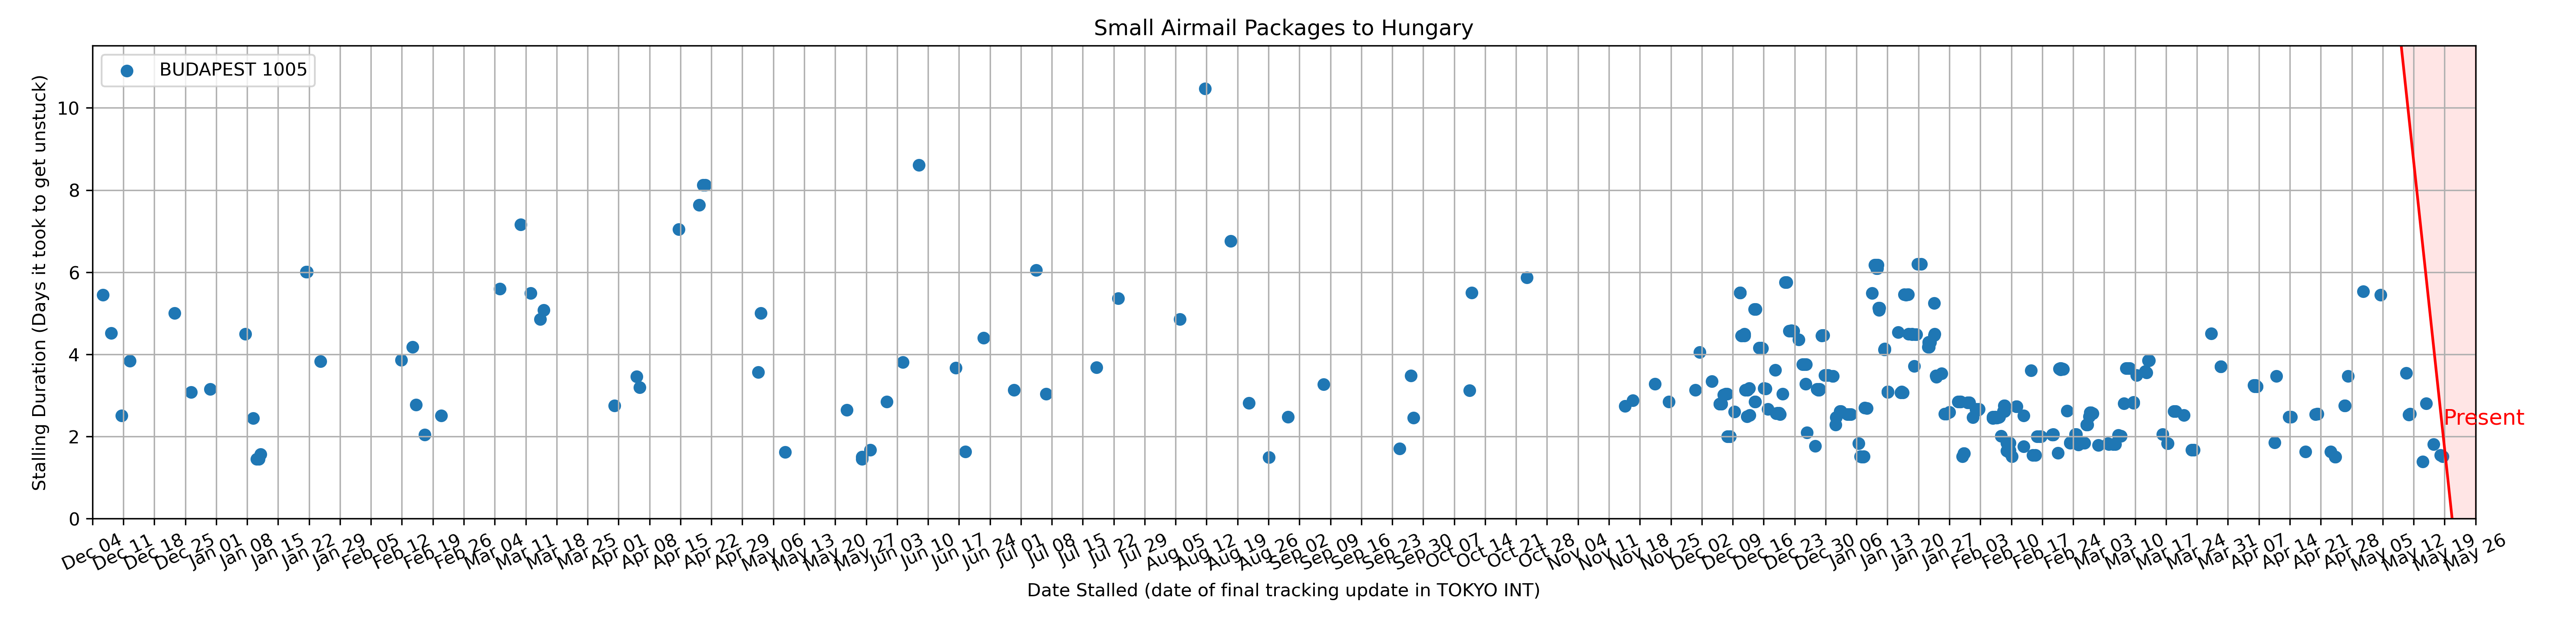 Small Airmail Packages to Hungary
BUDAPEST 1005
Stalling Duration (Days it took to get unstuck)
10
8
6
4
2
0
Present
Dec 04 Dec 11 Dec 18 Dec 25 Jan 01 Jan 08 Jan 15 Jan 22 Jan 29 Feb 05 Feb 12 Feb 19 Feb 26 Mar 04 Mar 11 Mar 18 Mar 25 Apr 01 Apr 08 Apr 15 Apr 22 Apr 29 May 06 May 13 May 20 May 27 Jun 03 Jun 10 Jun 17 Jun 24 Jul 01 Jul 08 Jul 15 Jul 22 Jul 29 Aug 05 Aug 12 Aug 19 Aug 26 Sep 02 Sep 09 Sep 16 Sep 23 Sep 30 Oct 07 Oct 14 Oct 21 Oct 28 Nov 04 Nov 11 Nov 18 Nov 25 Dec 02 Dec 09 Dec 16 Dec 23 Dec 30 Jan 06 Jan 13 Jan 20 Jan 27 Feb 03 Feb 10 Feb 17 Feb 24 Mar 03 Mar 10 Mar 17 Mar 24 Mar 31 Apr 07 Apr 14 Apr 21 Apr 28 May 05 May 12 May 19 May 26
Date Stalled (date of final tracking update in TOKYO INT)